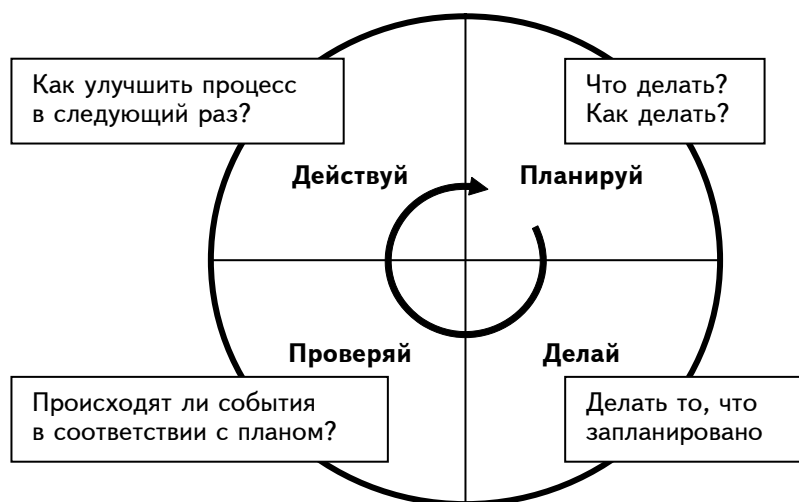 Как улучшить процесс
в следующий раз?
Что делать?
Как делать?
Действуй
Планируй
Проверяй
Делай
Происходят ли события
в соответствии с планом?
Делать то, что
запланировано